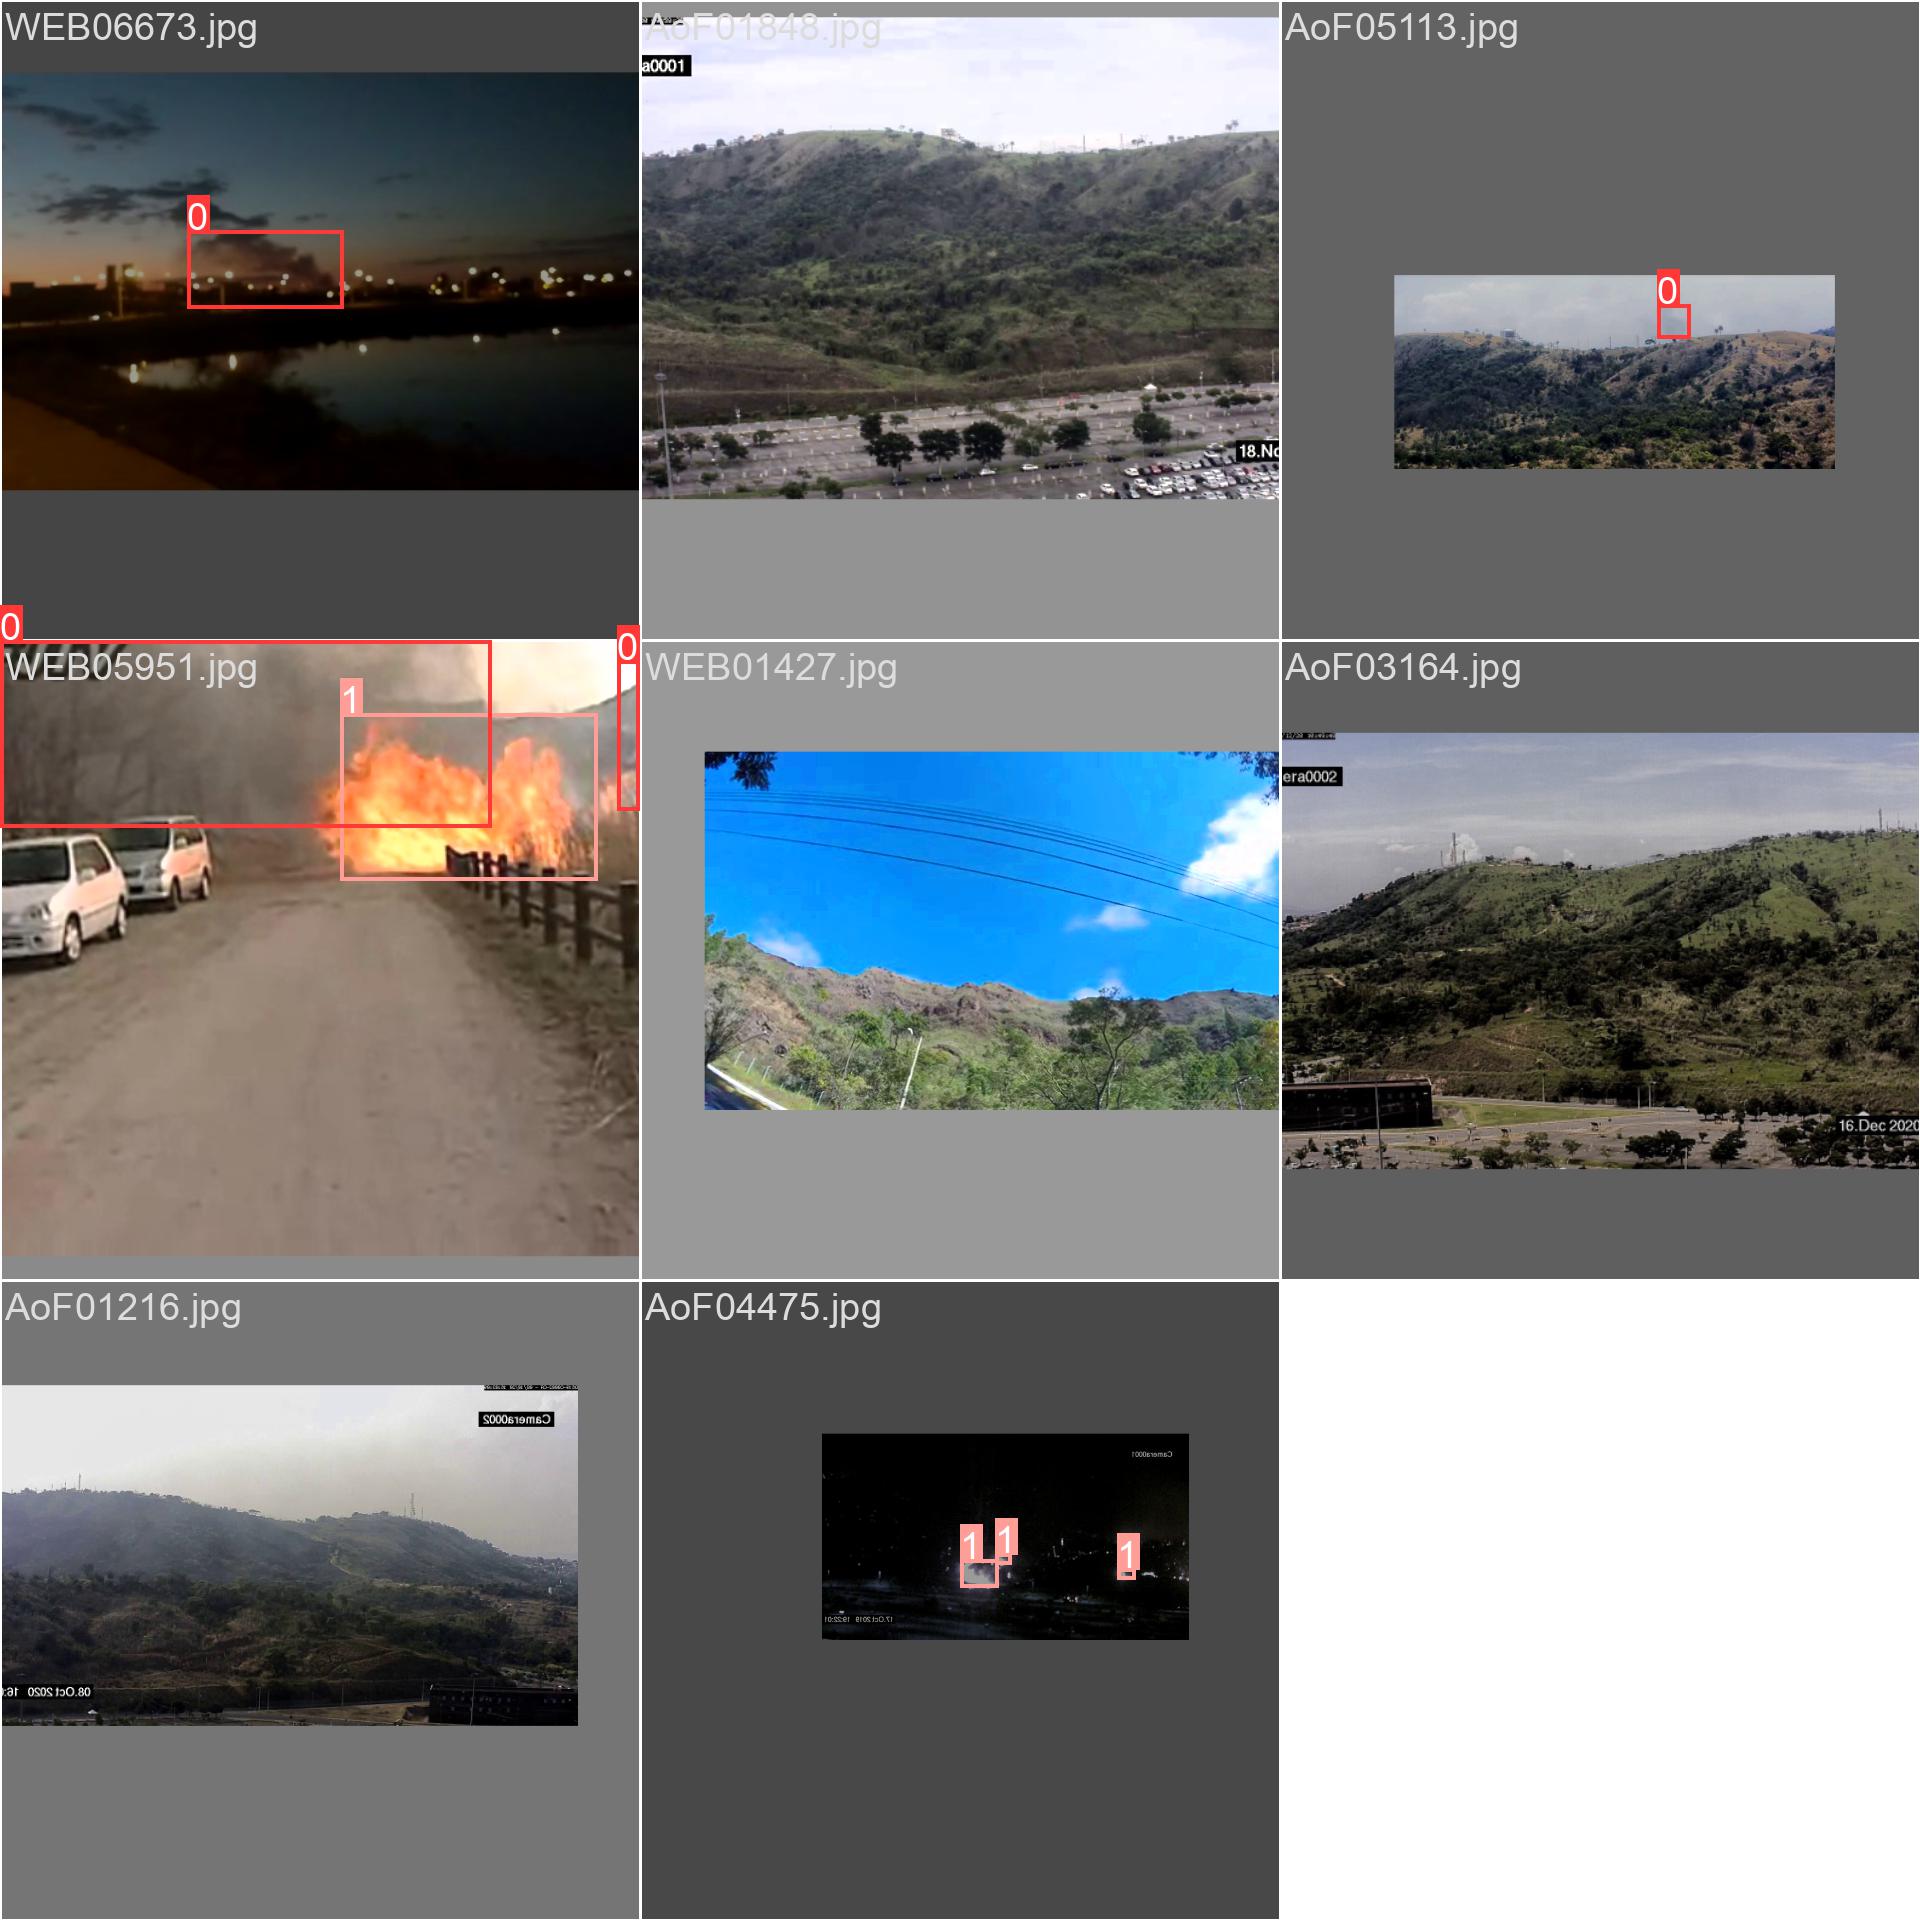 WEB06673.jpg
AoF01848.jpg
AoF05113.jpg
a0001
0
0
18.No
0
0
WEB05951.jpg
WEB01427.jpg
AoF03164.jpg
1
era0002
16.Dec 2020
AoF01216.jpg
AoF04475.jpg
Camera0002
Camera0001
1
1
1
08.Oct 2020 16:
17.Oct 2019 19:22:01